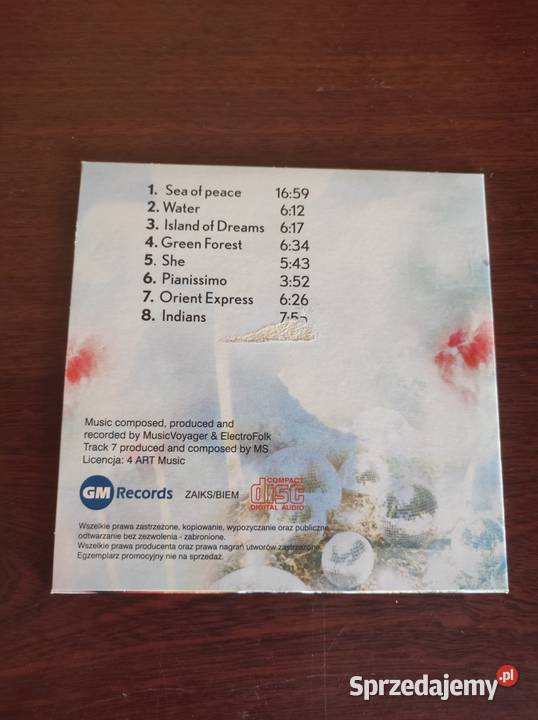 1. Sea of peace 16:59
2. Water 6:12
3. Island of Dreams 6:17
4. Green Forest 6:34
5. She 5:43
6. Pianissimo 3:52
7. Orient Express 6:26
8. Indians
Music composed, produced and
recorded by MusicVoyager & ElectroFolk
Track 7 produced and composed by MS
Licencja: 4 ART Music
GM Records ZAIKS/BIEM COMPACT
disc
DIGITAL AUDIO
Wszelkie prawa zastrzeżone, kopiowanie, wypozyczanie oraz publiczne
odtwarzanie bez zezwolenia - zabronione.
Wszelkie prawa producenta oraz prawa nagrań utworów zastrzeżone.
Egzemplarz promocyjny nie na sprzedaż.
Sprzedajemy.pl